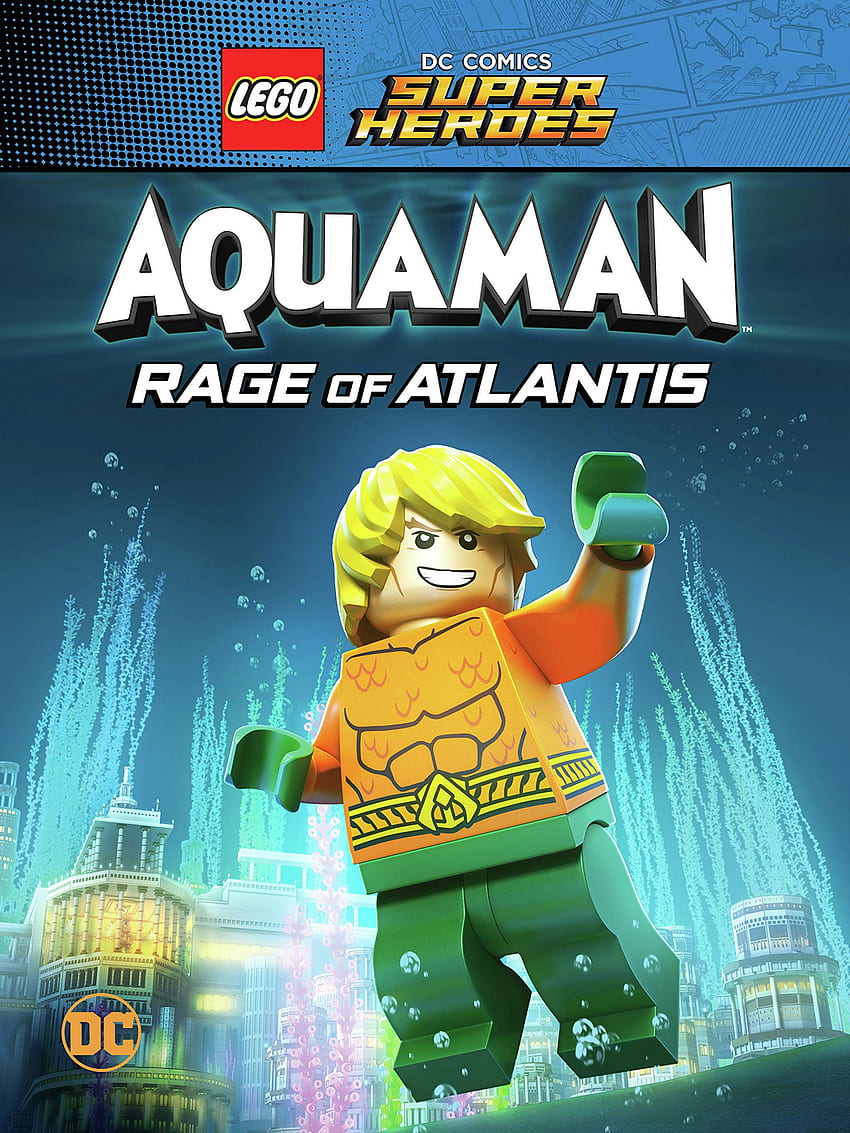 LEGO
DC COMICS
SUPER
HEROES
AQUAMAN™
RAGE OF ATLANTIS
DC